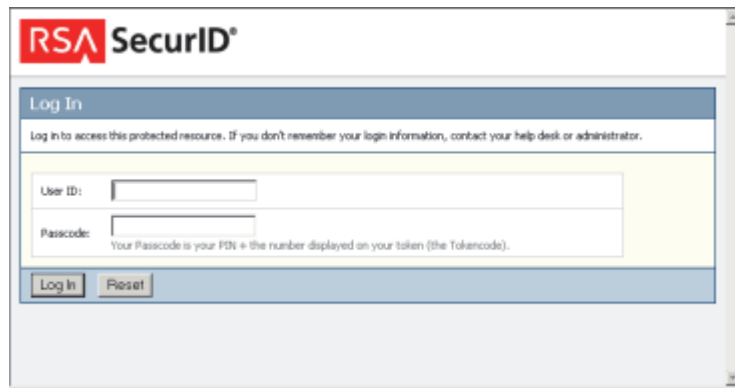 RSA SecurID®
Log In
Log in to access this protected resource. If you don't remember your login information, contact your help desk or administrator.
User ID:
Passcode:
Your Passcode is your PIN + the number displayed on your token (the Tokencode).
Log In Reset